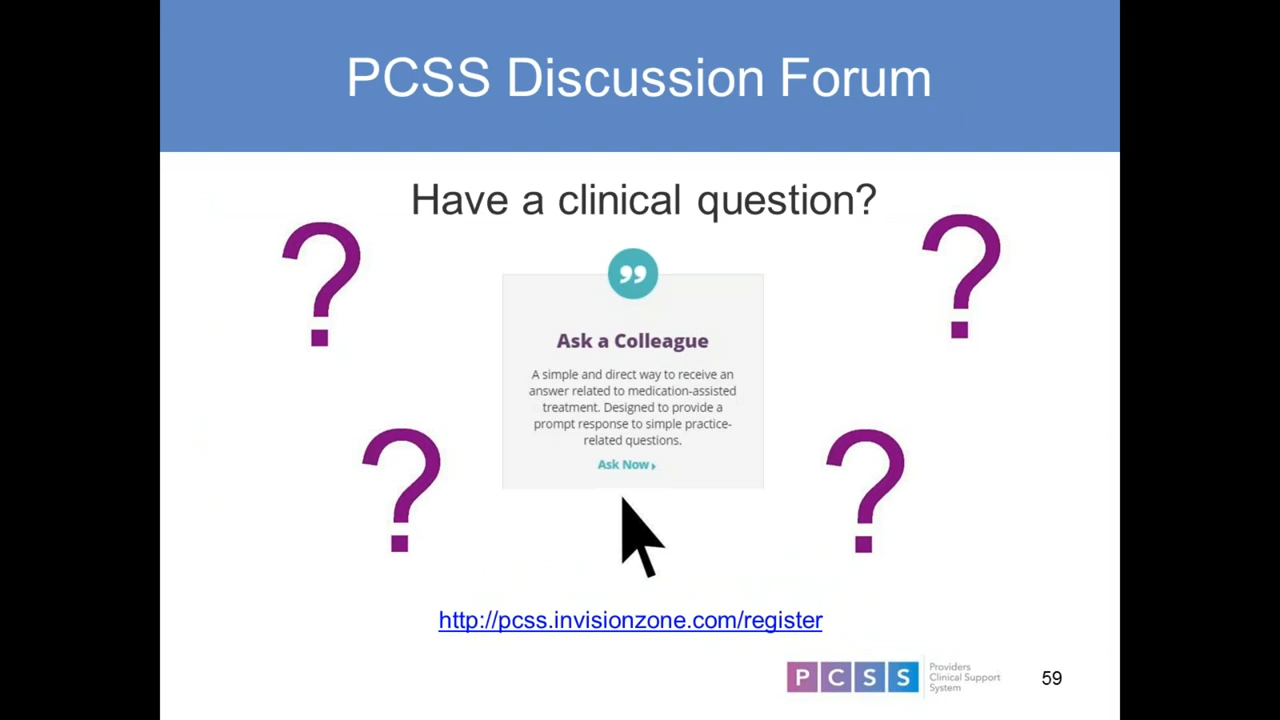 PCSS Discussion Forum
Have a clinical question?
? ?
Ask a Colleague
A simple and direct way to receive an
answer related to medication-assisted
treatment. Designed to provide a
prompt response to simple practice-
related questions.
Ask Now
? ?
http://pcss.invisionzone.com/register
PCSS
Providers
Clinical Support
System
59